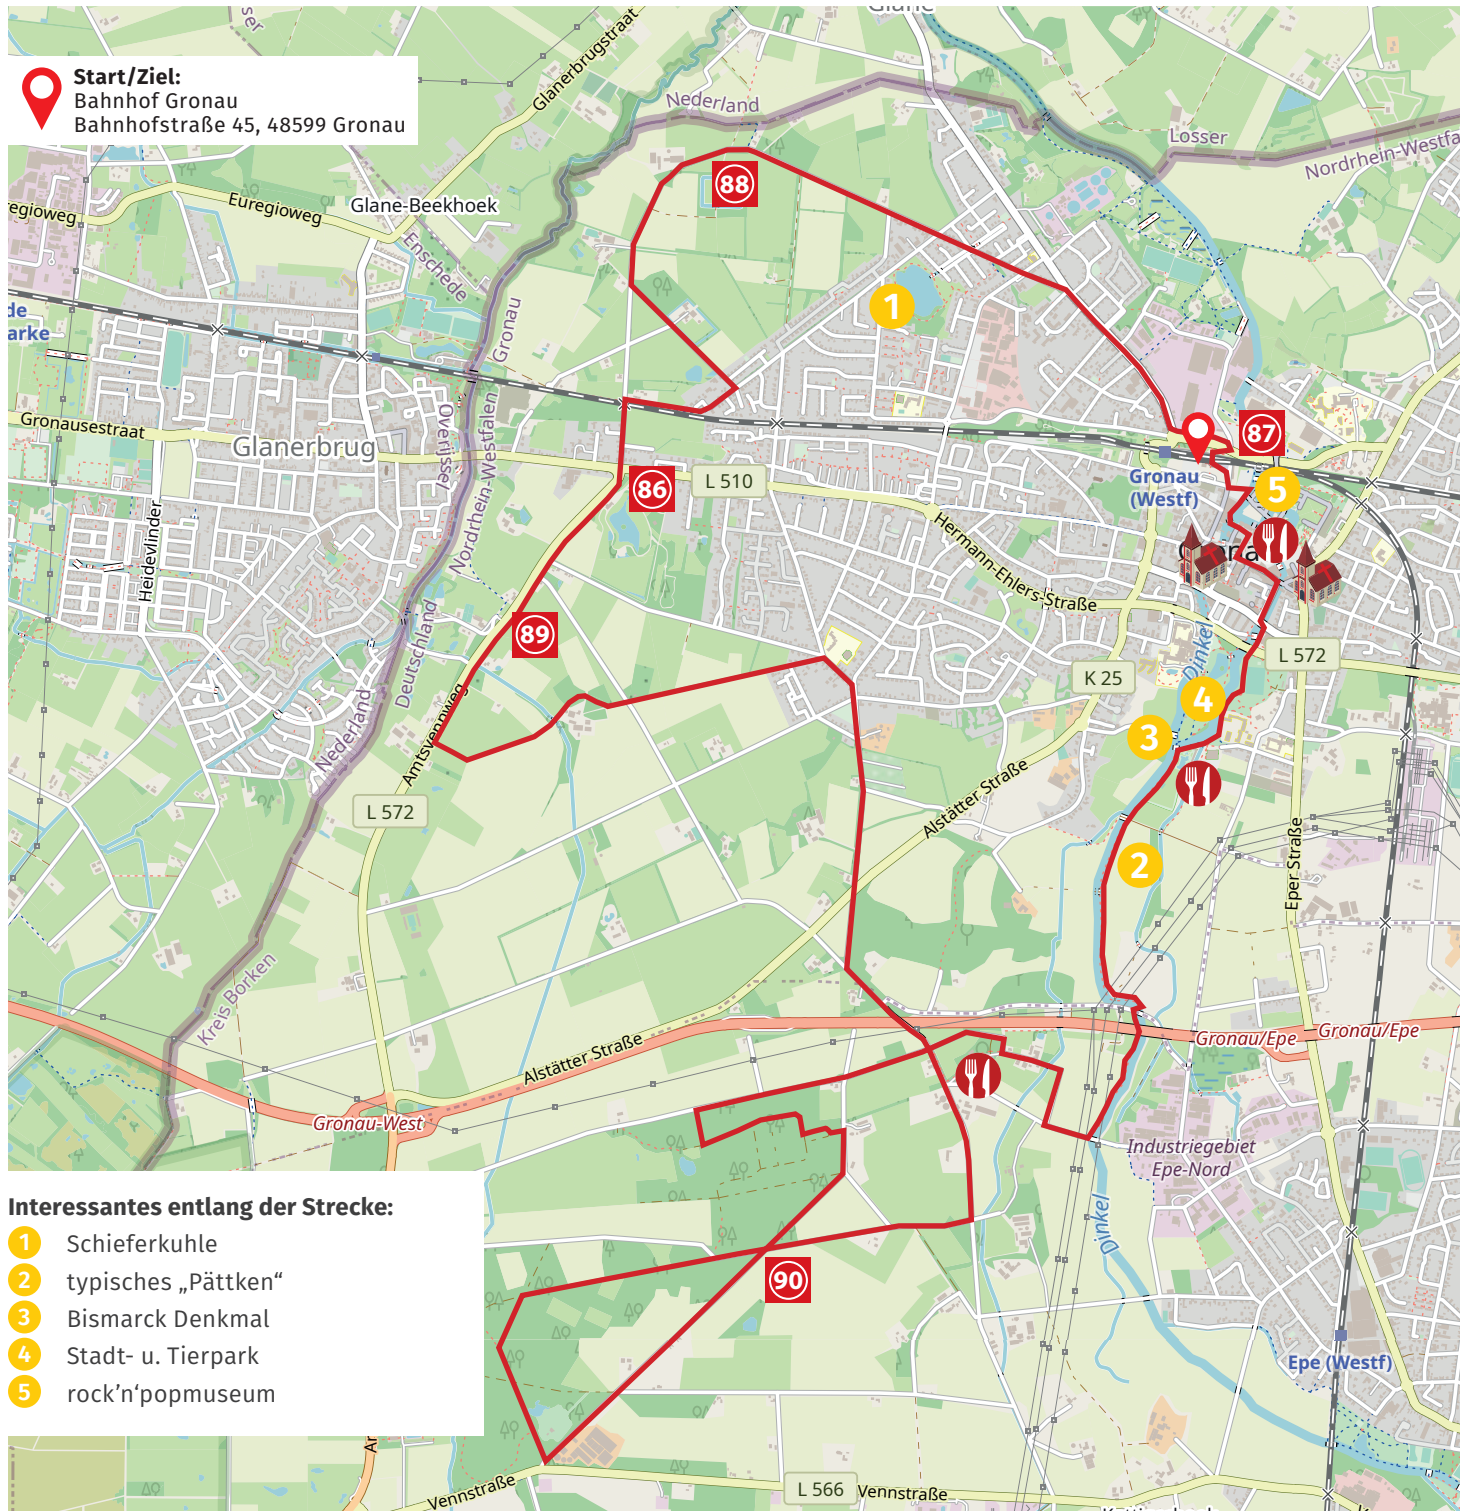 Start/Ziel:
Bahnhof Gronau
Bahnhofstraße 45, 48599 Gronau
Glane
Glanerbrugstraat
Nederland
Losser
Nordrhein-Westfa
88
egioweg
Euregioweg
Glane-Beekhoek
Enschede
Gronau
1
de
arke
Gronausestraat
Glanerbrug
Overijssel
Nordrhein-Westfalen
87
86
L 510
Gronau
(Westf)
5
Heidevlinder
Hermann-Ehlers-Straße
89
Deutschland
Nederland
Dinkel
L 572
K 25
4
3
Amtsvennweg
L 572
Alstätter Straße
2
Eper Straße
Kreis Borken
Gronau/Epe
Gronau/Epe
Alstätter Straße
Gronau-West
Industriegebiet
Epe-Nord
Dinkel
Interessantes entlang der Strecke:
1 Schieferkuhle
2 typisches „Pättken“
3 Bismarck Denkmal
4 Stadt- u. Tierpark
5 rock’n‘popmuseum
90
Epe (Westf)
Vennstraße
L 566
Vennstraße